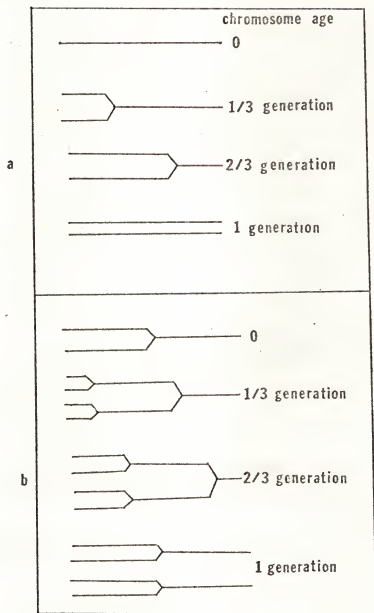 chromosome age
0
1/3 generation
a
2/3 generation
1 generation
0
1/3 generation
b
2/3 generation
1 generation